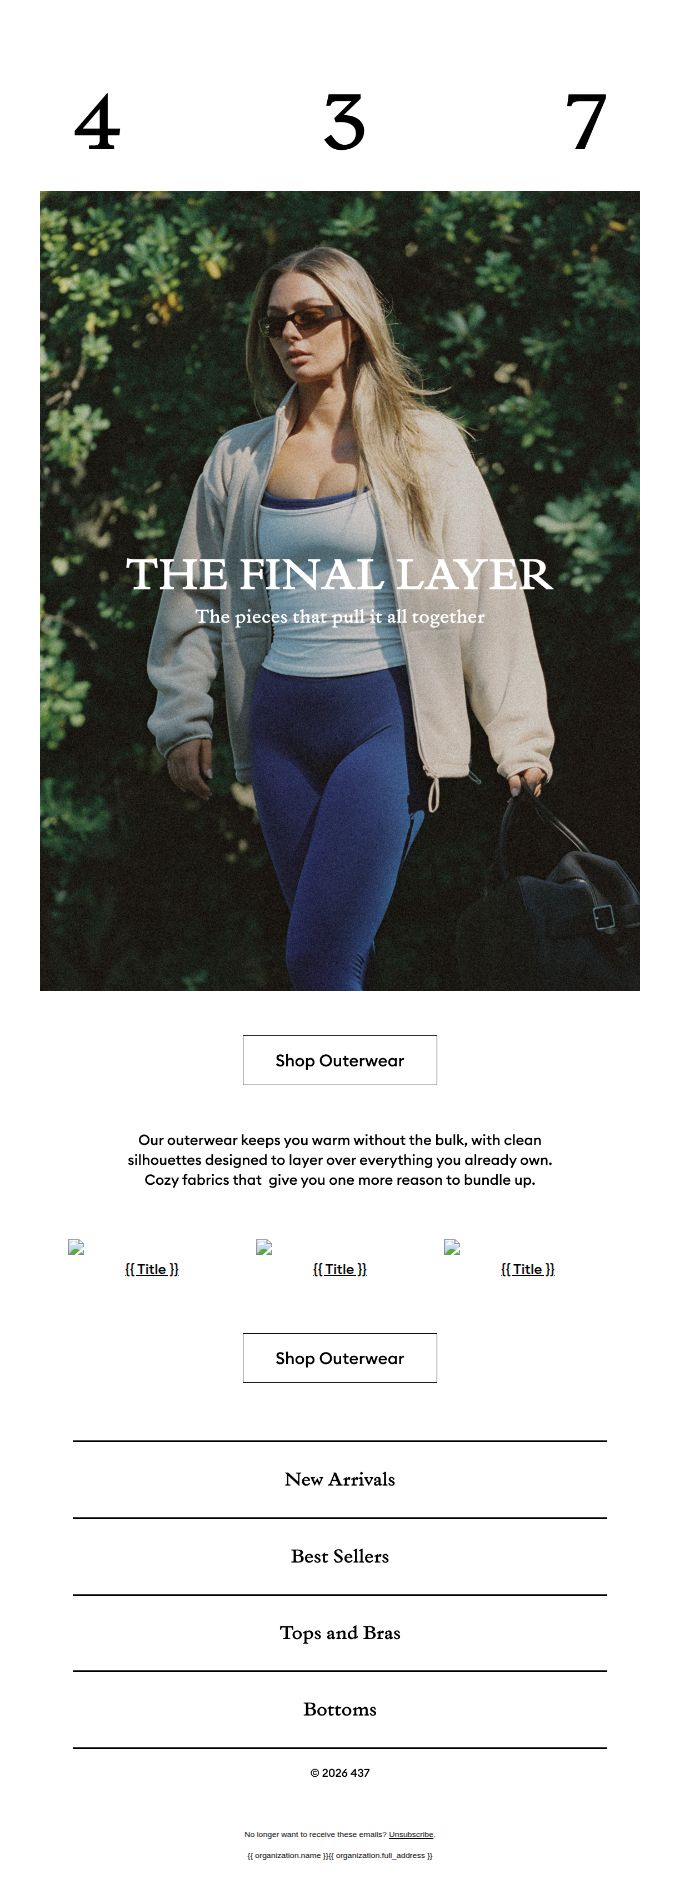 4 3 7
THE FINAL LAYER
The pieces that pull it all together
Shop Outerwear
Our outerwear keeps you warm without the bulk, with clean
silhouettes designed to layer over everything you already own.
Cozy fabrics that  give you one more reason to bundle up.
{{ Title }} {{ Title }} {{ Title }}
Shop Outerwear
New Arrivals
Best Sellers
Tops and Bras
Bottoms
© 2026 437
No longer want to receive these emails? Unsubscribe.
{{ organization.name }}{{ organization.full_address }}